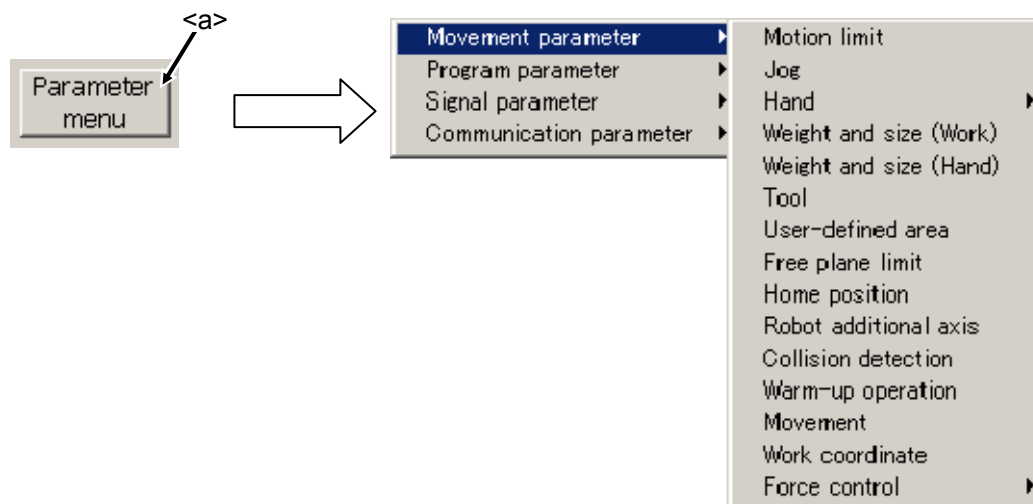 <a>
Parameter
menu
Movement parameter
Program parameter
Signal parameter
Communication parameter
Motion limit
Jog
Hand
Weight and size (Work)
Weight and size (Hand)
Tool
User-defined area
Free plane limit
Home position
Robot additional axis
Collision detection
Warm-up operation
Movement
Work coordinate
Force control